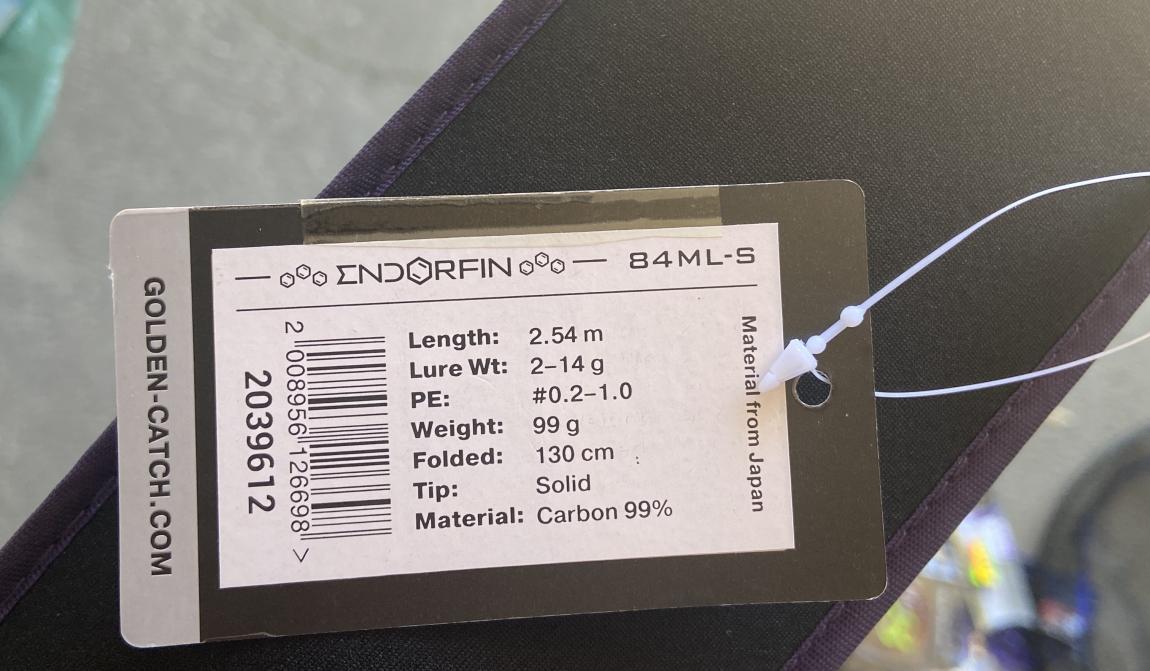 GOLDEN-CATCH.COM
ΣNDORFIN 84ML-S
2 008956 126698 >
2039612
Length: 2.54 m
Lure Wt: 2–14 g
PE: #0.2–1.0
Weight: 99 g
Folded: 130 cm
Tip: Solid
Material: Carbon 99%
Material from Japan